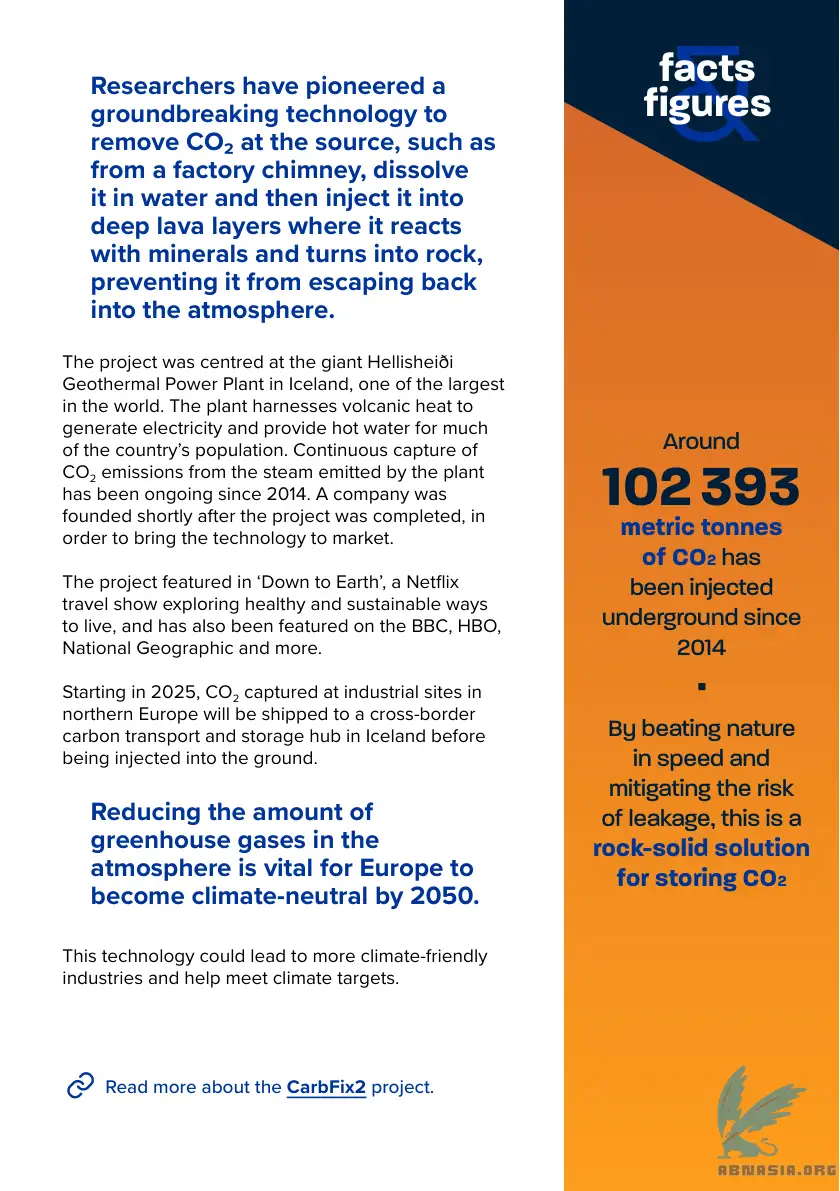 Researchers have pioneered a
groundbreaking technology to
remove CO₂ at the source, such as
from a factory chimney, dissolve
it in water and then inject it into
deep lava layers where it reacts
with minerals and turns into rock,
preventing it from escaping back
into the atmosphere.
The project was centred at the giant Hellisheiði
Geothermal Power Plant in Iceland, one of the largest
in the world. The plant harnesses volcanic heat to
generate electricity and provide hot water for much
of the country’s population. Continuous capture of
CO₂ emissions from the steam emitted by the plant
has been ongoing since 2014. A company was
founded shortly after the project was completed, in
order to bring the technology to market.
The project featured in ‘Down to Earth’, a Netflix
travel show exploring healthy and sustainable ways
to live, and has also been featured on the BBC, HBO,
National Geographic and more.
Starting in 2025, CO₂ captured at industrial sites in
northern Europe will be shipped to a cross-border
carbon transport and storage hub in Iceland before
being injected into the ground.
Reducing the amount of
greenhouse gases in the
atmosphere is vital for Europe to
become climate-neutral by 2050.
This technology could lead to more climate-friendly
industries and help meet climate targets.
Read more about the CarbFix2 project.
facts
&
figures
Around
102 393
metric tonnes
of CO₂ has
been injected
underground since
2014
▪
By beating nature
in speed and
mitigating the risk
of leakage, this is a
rock-solid solution
for storing CO₂
ABNASIA.ORG